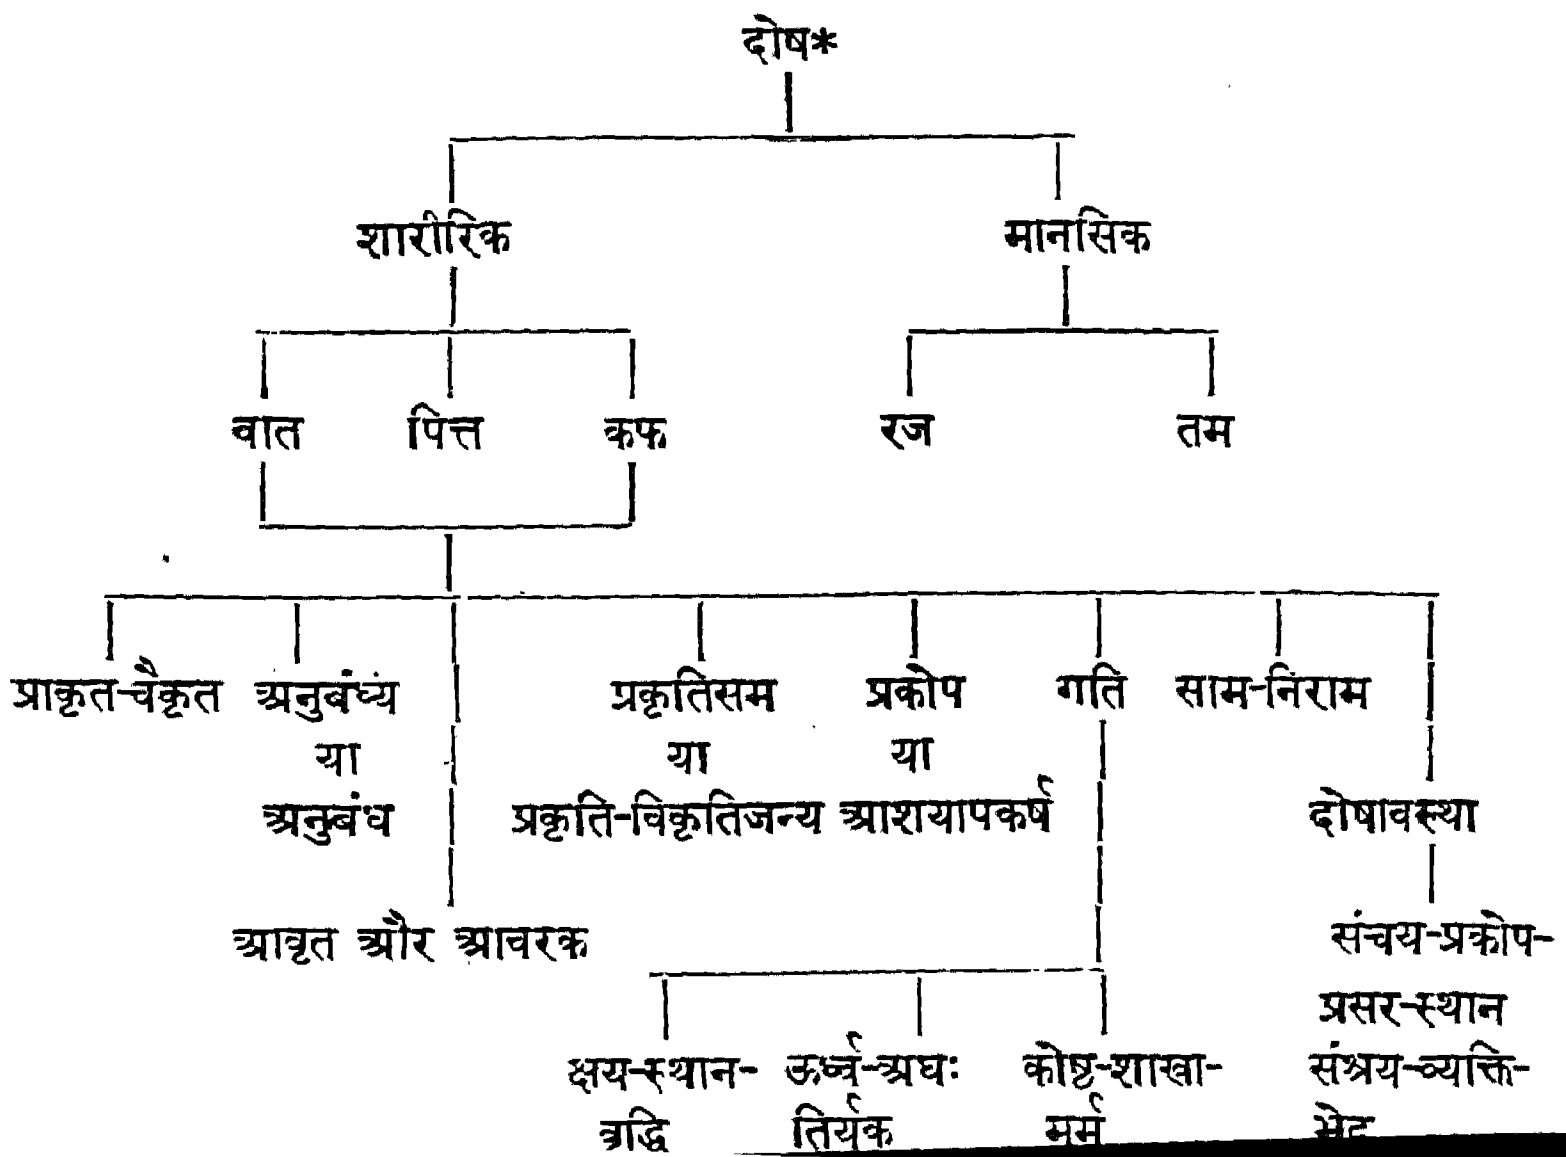 दोष*
शारीरिक मानसिक
वात पित्त कफ रज तम
प्राकृत-वैकृत अनुबंध्य प्रकृतिसम प्रकोप गति साम-निराम
या या या
अनुबंध प्रकृति-विकृतिजन्य आशयापकर्ष दोषावस्था
आवृत और आवरक संचय-प्रकोप-
प्रसर-स्थान
क्षय-स्थान- ऊर्ध्व-अधः कोष्ट-शाखा- संश्रय-व्यक्ति-
व्रद्धि तिर्यक मर्म भेद